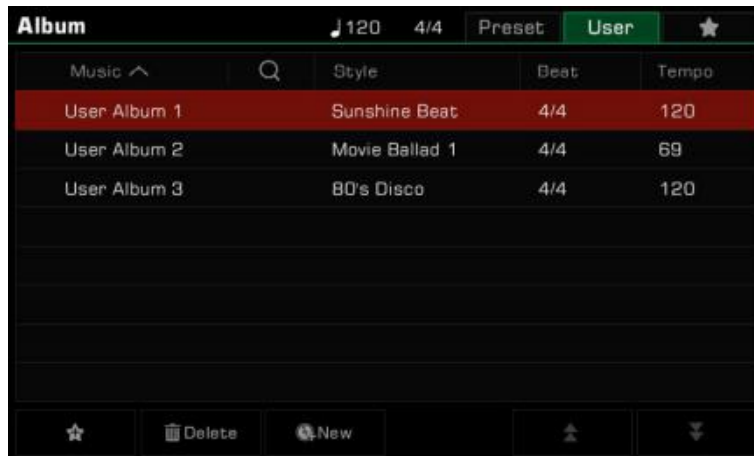 Album ♩120 4/4 Preset User
Music Style Beat Tempo
User Album 1 Sunshine Beat 4/4 120
User Album 2 Movie Ballad 1 4/4 69
User Album 3 80's Disco 4/4 120
Delete New